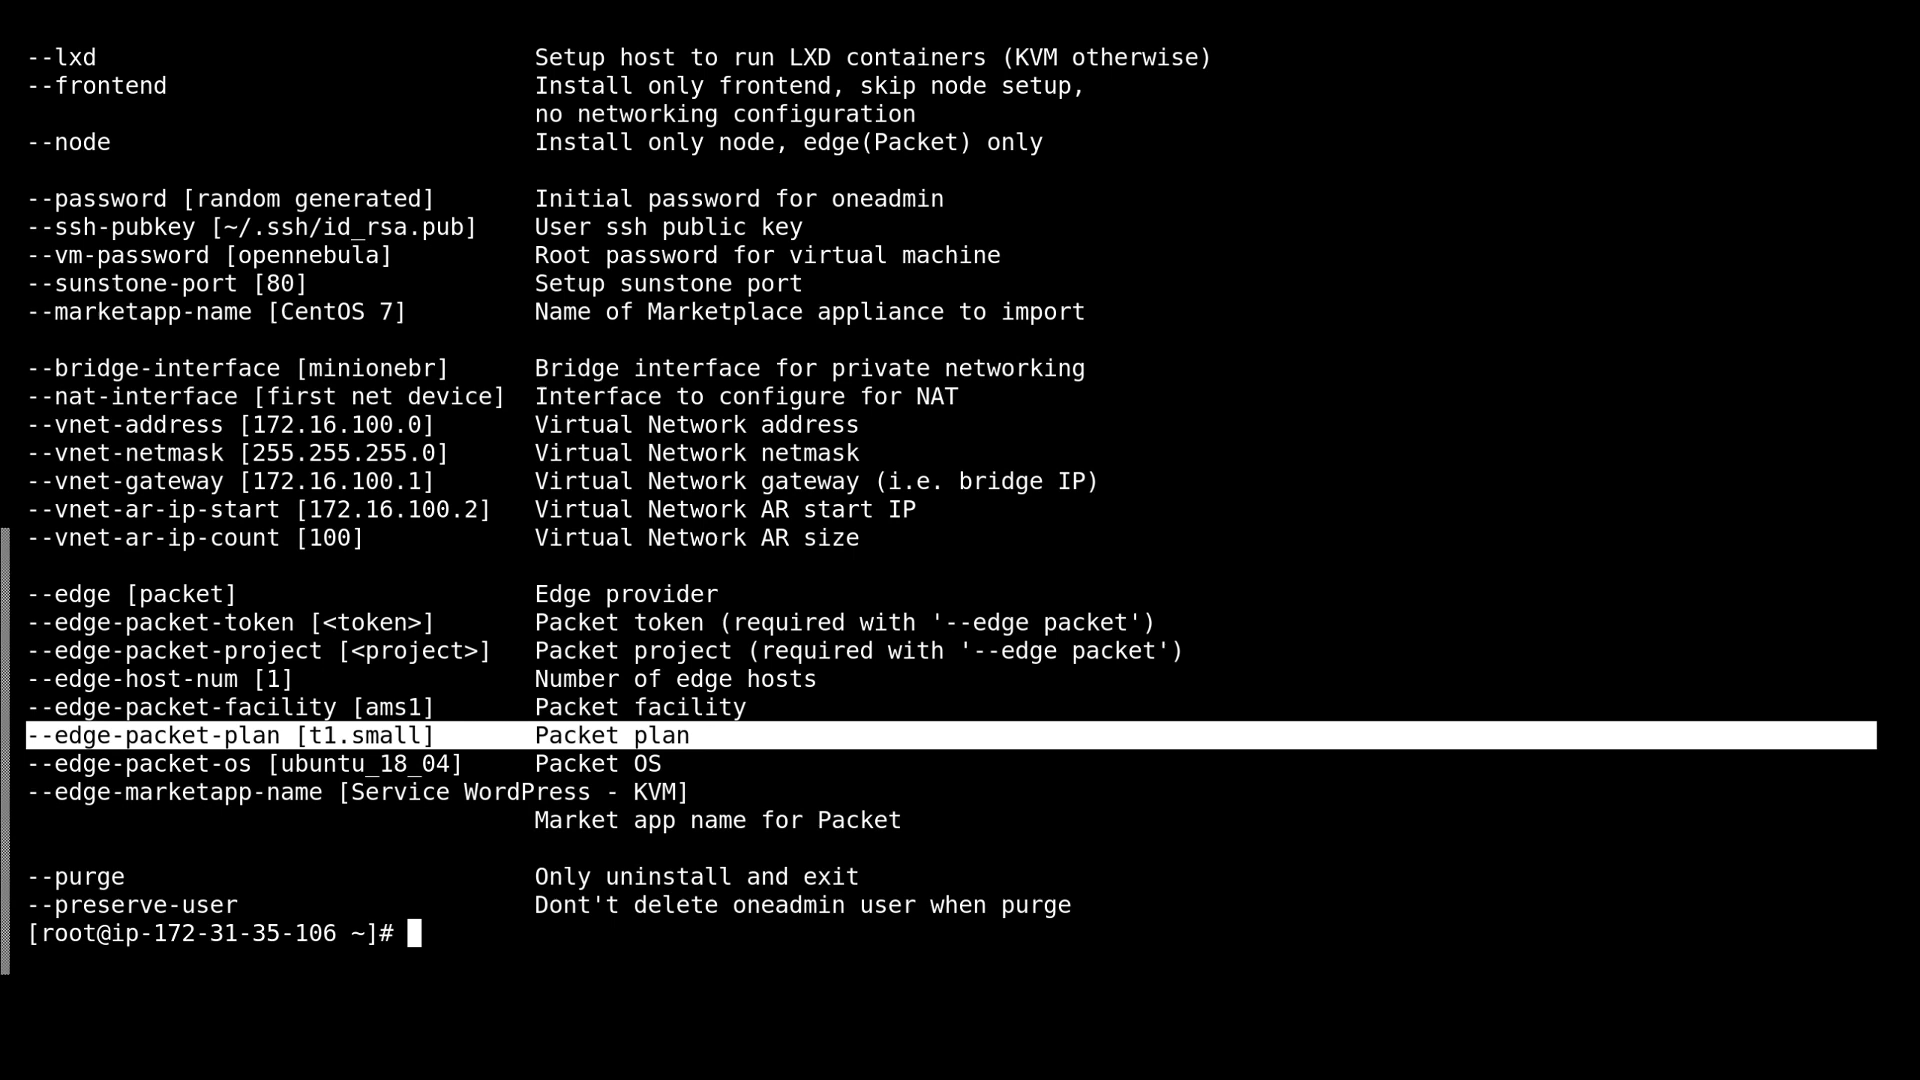 --lxd                               Setup host to run LXD containers (KVM otherwise)
--frontend                          Install only frontend, skip node setup,
                                    no networking configuration
--node                              Install only node, edge(Packet) only

--password [random generated]       Initial password for oneadmin
--ssh-pubkey [~/.ssh/id_rsa.pub]    User ssh public key
--vm-password [opennebula]          Root password for virtual machine
--sunstone-port [80]                Setup sunstone port
--marketapp-name [CentOS 7]         Name of Marketplace appliance to import

--bridge-interface [minionebr]      Bridge interface for private networking
--nat-interface [first net device]  Interface to configure for NAT
--vnet-address [172.16.100.0]       Virtual Network address
--vnet-netmask [255.255.255.0]      Virtual Network netmask
--vnet-gateway [172.16.100.1]       Virtual Network gateway (i.e. bridge IP)
--vnet-ar-ip-start [172.16.100.2]   Virtual Network AR start IP
--vnet-ar-ip-count [100]            Virtual Network AR size

--edge [packet]                     Edge provider
--edge-packet-token [<token>]       Packet token (required with '--edge packet')
--edge-packet-project [<project>]   Packet project (required with '--edge packet')
--edge-host-num [1]                 Number of edge hosts
--edge-packet-facility [ams1]       Packet facility
--edge-packet-plan [t1.small]       Packet plan
--edge-packet-os [ubuntu_18_04]     Packet OS
--edge-marketapp-name [Service WordPress - KVM]
                                    Market app name for Packet

--purge                             Only uninstall and exit
--preserve-user                     Dont't delete oneadmin user when purge
[root@ip-172-31-35-106 ~]#